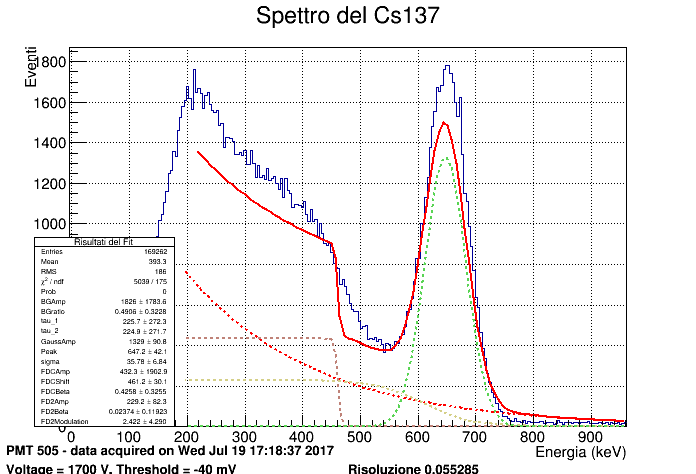 Spettro del Cs137
Eventi
1800
1600
1400
1200
1000
Risultati del Fit
Entries 169262
Mean 393.3
RMS 186
χ² / ndf 5039 / 175
Prob 0
BGAmp 1826 ± 1783.6
BGratio 0.4906 ± 0.3228
tau_1 225.7 ± 272.3
tau_2 224.9 ± 271.7
GaussAmp 1329 ± 90.8
Peak 647.2 ± 42.1
sigma 35.78 ± 6.84
FDCAmp 432.3 ± 1902.9
FDCShift 461.2 ± 30.1
FDCBeta 0.4258 ± 0.3255
FD2Amp 229.2 ± 82.3
FD2Beta 0.02374 ± 0.11923
FD2Modulation 2.422 ± 4.290
0 100 200 300 400 500 600 700 800 900
Energia (keV)
PMT 505 - data acquired on Wed Jul 19 17:18:37 2017
Voltage = 1700 V, Threshold = -40 mV Risoluzione 0.055285